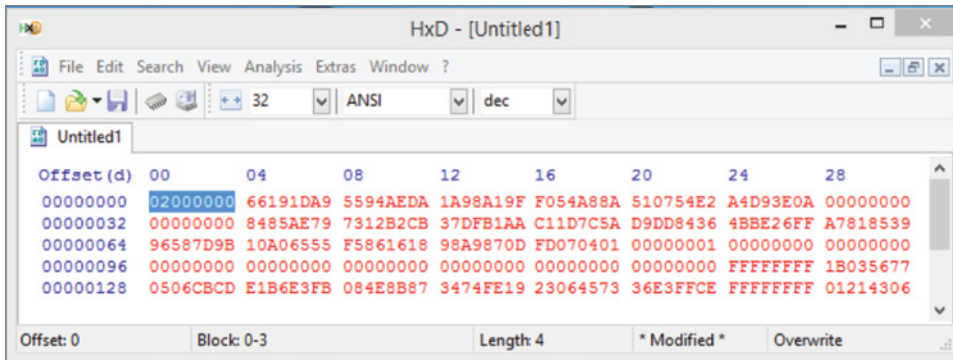 HxD - [Untitled1]
File Edit Search View Analysis Extras Window ?
32 ANSI dec
Untitled1
Offset(d) 00 04 08 12 16 20 24 28
00000000 02000000 66191DA9 5594AEDA 1A98A19F F054A88A 510754E2 A4D93E0A 00000000
00000032 00000000 8485AE79 7312B2CB 37DFB1AA C11D7C5A D9DD8436 4BBE26FF A7818539
00000064 96587D9B 10A06555 F5861618 98A9870D FD070401 00000001 00000000 00000000
00000096 00000000 00000000 00000000 00000000 00000000 00000000 FFFFFFFF 1B035677
00000128 0506CBCD E1B6E3FB 084E8B87 3474FE19 23064573 36E3FFCE FFFFFFFF 01214306
Offset: 0 Block: 0-3 Length: 4 * Modified * Overwrite